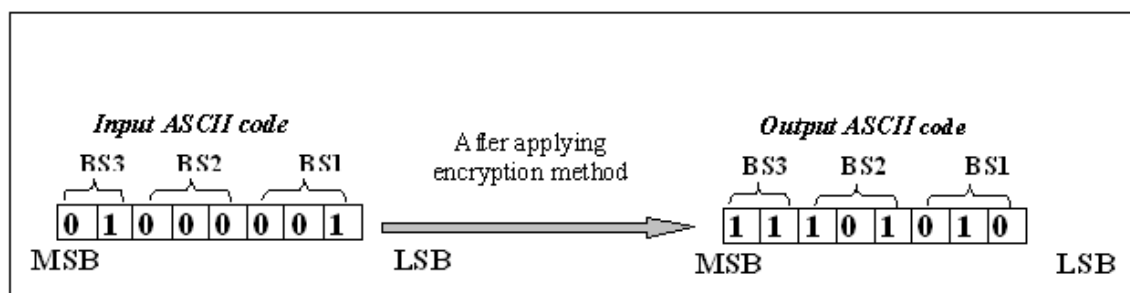 Input ASCII code
BS3 BS2 BS1
0 1 0 0 0 0 0 1
MSB LSB
After applying
encryption method
Output ASCII code
BS3 BS2 BS1
1 1 1 0 1 0 1 0
MSB LSB